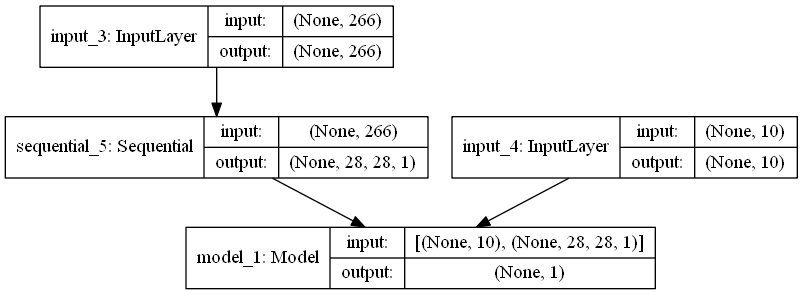 input_3: InputLayer
input: (None, 266)
output: (None, 266)
sequential_5: Sequential
input: (None, 266)
output: (None, 28, 28, 1)
input_4: InputLayer
input: (None, 10)
output: (None, 10)
model_1: Model
input: [(None, 10), (None, 28, 28, 1)]
output: (None, 1)